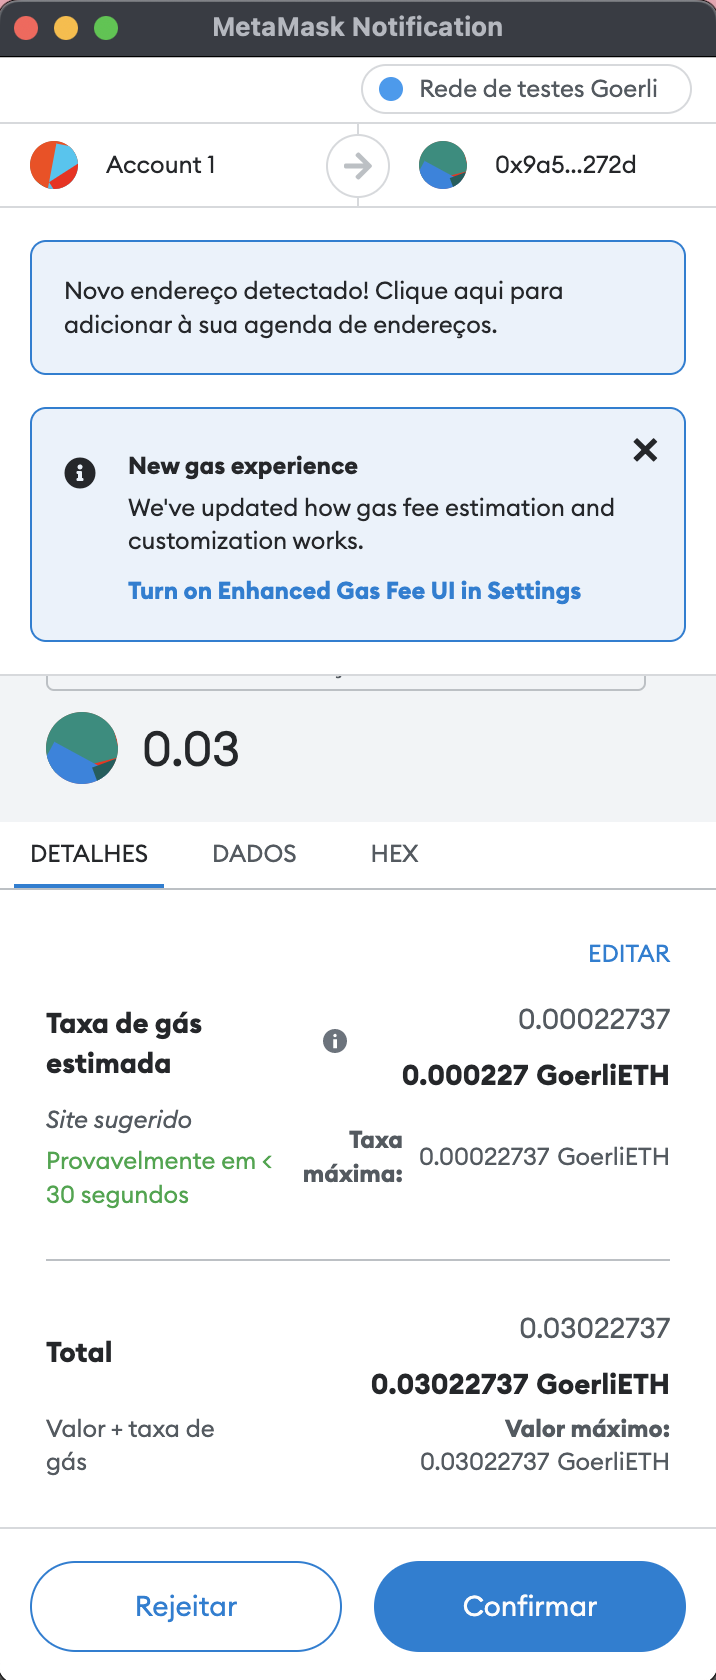 MetaMask Notification
Rede de testes Goerli
Account 1
0x9a5...272d
Novo endereço detectado! Clique aqui para
adicionar à sua agenda de endereços.
New gas experience
We've updated how gas fee estimation and
customization works.
Turn on Enhanced Gas Fee UI in Settings
0.03
DETALHES
DADOS
HEX
EDITAR
Taxa de gás
estimada
0.00022737
0.000227 GoerliETH
Site sugerido
Provavelmente em <
30 segundos
Taxa
máxima:
0.00022737 GoerliETH
Total
0.03022737
0.03022737 GoerliETH
Valor + taxa de
gás
Valor máximo:
0.03022737 GoerliETH
Rejeitar
Confirmar